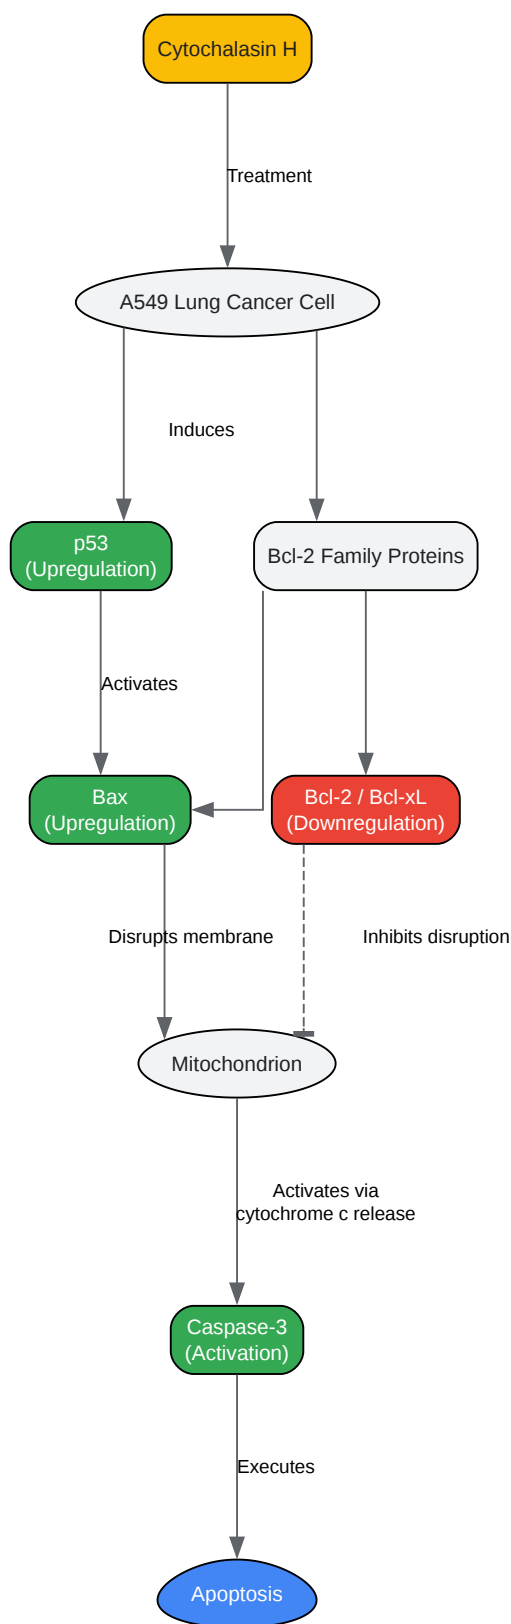 Cytochalasin H
Treatment
A549 Lung Cancer Cell
Induces
p53
(Upregulation)
Bcl-2 Family Proteins
Activates
Bax
(Upregulation)
Bcl-2 / Bcl-xL
(Downregulation)
Disrupts membrane
Inhibits disruption
Mitochondrion
Activates via
cytochrome c release
Caspase-3
(Activation)
Executes
Apoptosis